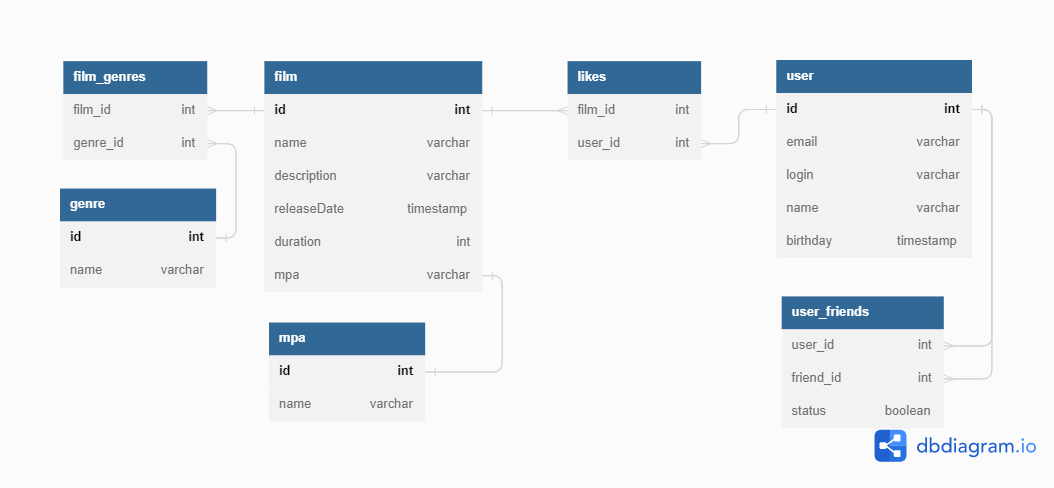 film_genres
film_id int
genre_id int
genre
id int
name varchar
film
id int
name varchar
description varchar
releaseDate timestamp
duration int
mpa varchar
mpa
id int
name varchar
likes
film_id int
user_id int
user
id int
email varchar
login varchar
name varchar
birthday timestamp
user_friends
user_id int
friend_id int
status boolean
dbdiagram.io